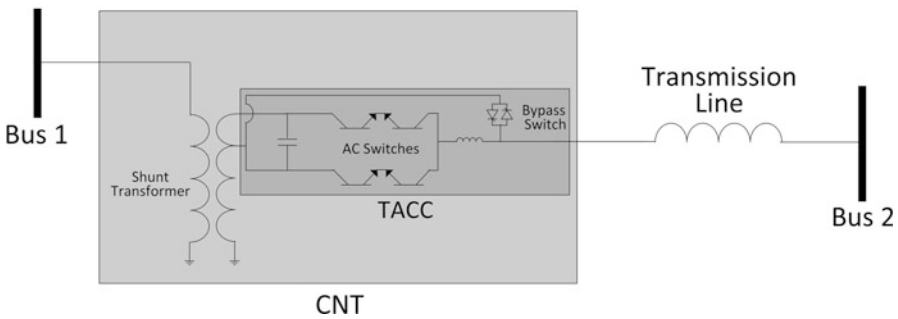 Bus 1
Shunt
Transformer
AC Switches
Bypass
Switch
TACC
CNT
Transmission
Line
Bus 2